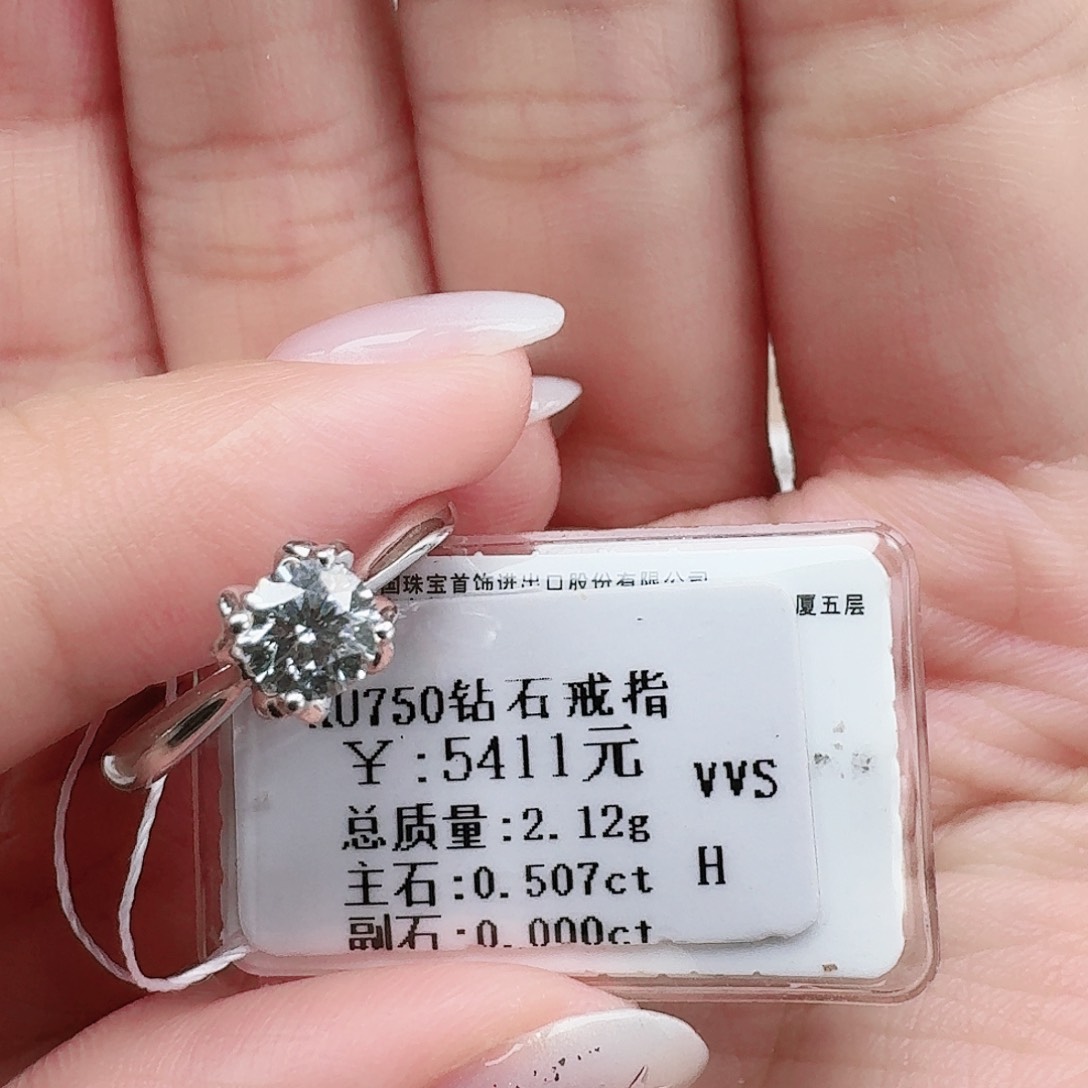 国珠宝首饰进出口股份有限公司
厦五层
AU750钻石戒指
¥:5411元
VVS
总质量:2.12g
主石:0.507ct
H
副石:0.000ct